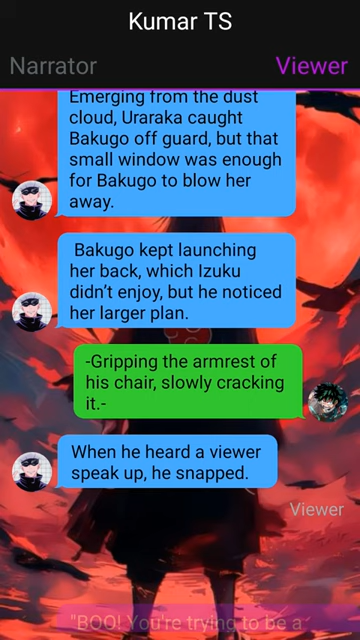 Kumar TS
Narrator
Viewer
Emerging from the dust
cloud, Uraraka caught
Bakugo off guard, but that
small window was enough
for Bakugo to blow her
away.
Bakugo kept launching
her back, which Izuku
didn’t enjoy, but he noticed
her larger plan.
-Gripping the armrest of
his chair, slowly cracking
it.-
When he heard a viewer
speak up, he snapped.
Viewer
"BOO! You're trying to be a